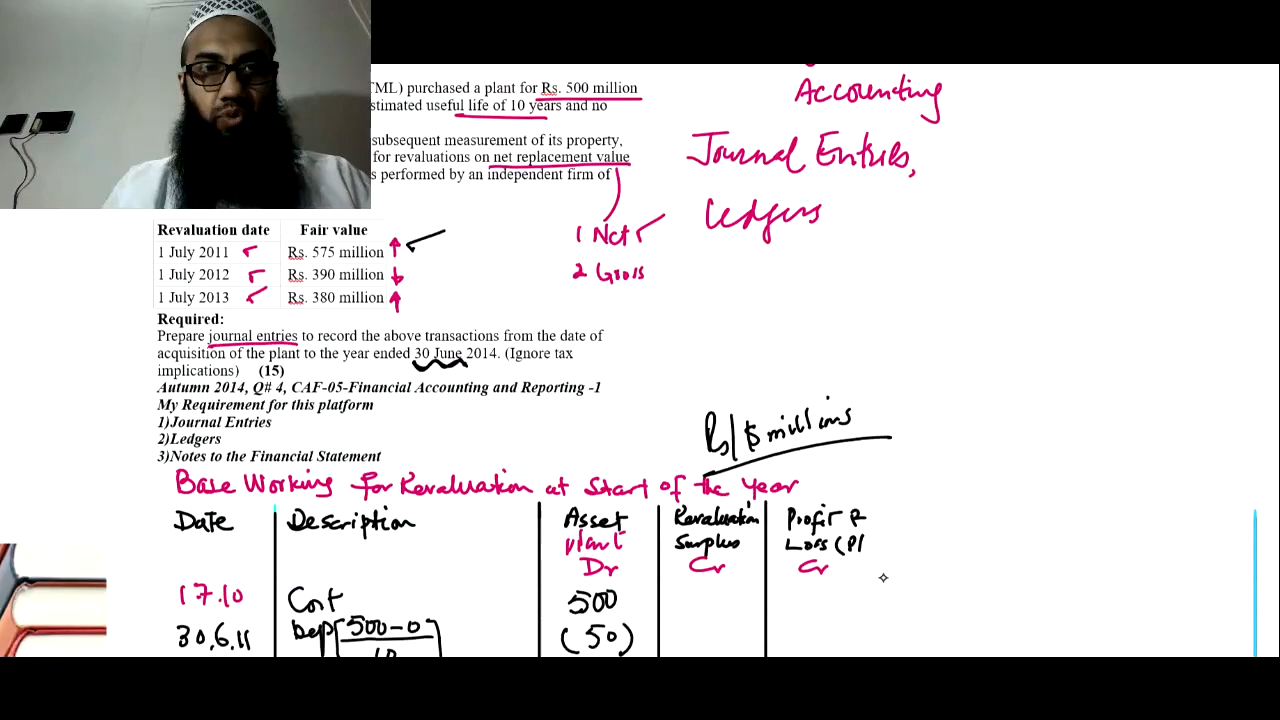 TML) purchased a plant for Rs. 500 million
stimated useful life of 10 years and no
subsequent measurement of its property,
for revaluations on net replacement value
s performed by an independent firm of
Accounting
Journal Entries,
Ledgers
1 Net
2 Gross
Revaluation date Fair value
1 July 2011 Rs. 575 million
1 July 2012 Rs. 390 million
1 July 2013 Rs. 380 million
Required:
Prepare journal entries to record the above transactions from the date of
acquisition of the plant to the year ended 30 June 2014. (Ignore tax
implications) (15)
Autumn 2014, Q# 4, CAF-05-Financial Accounting and Reporting -1
My Requirement for this platform
1)Journal Entries
2)Ledgers
3)Notes to the Financial Statement
Rs/$ millions
Base Working for Revaluation at Start of the Year
Date Description Asset Revaluation Profit &
Plant Surplus Loss (P/
Dr Cr Cr
1.7.10 Cost 500
30.6.11 Dep[500-0 (50)
10